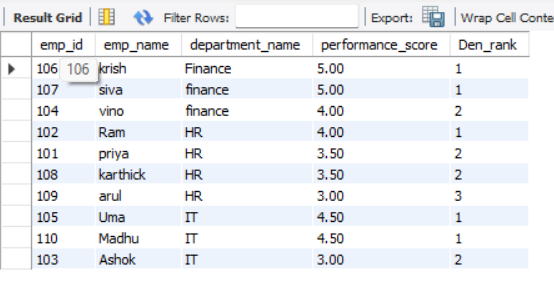 Result Grid Filter Rows: Export: Wrap Cell Conte
emp_id emp_name department_name performance_score Den_rank
106 106 krish Finance 5.00 1
107 siva finance 5.00 1
104 vino finance 4.00 2
102 Ram HR 4.00 1
101 priya HR 3.50 2
108 karthick HR 3.50 2
109 arul HR 3.00 3
105 Uma IT 4.50 1
110 Madhu IT 4.50 1
103 Ashok IT 3.00 2